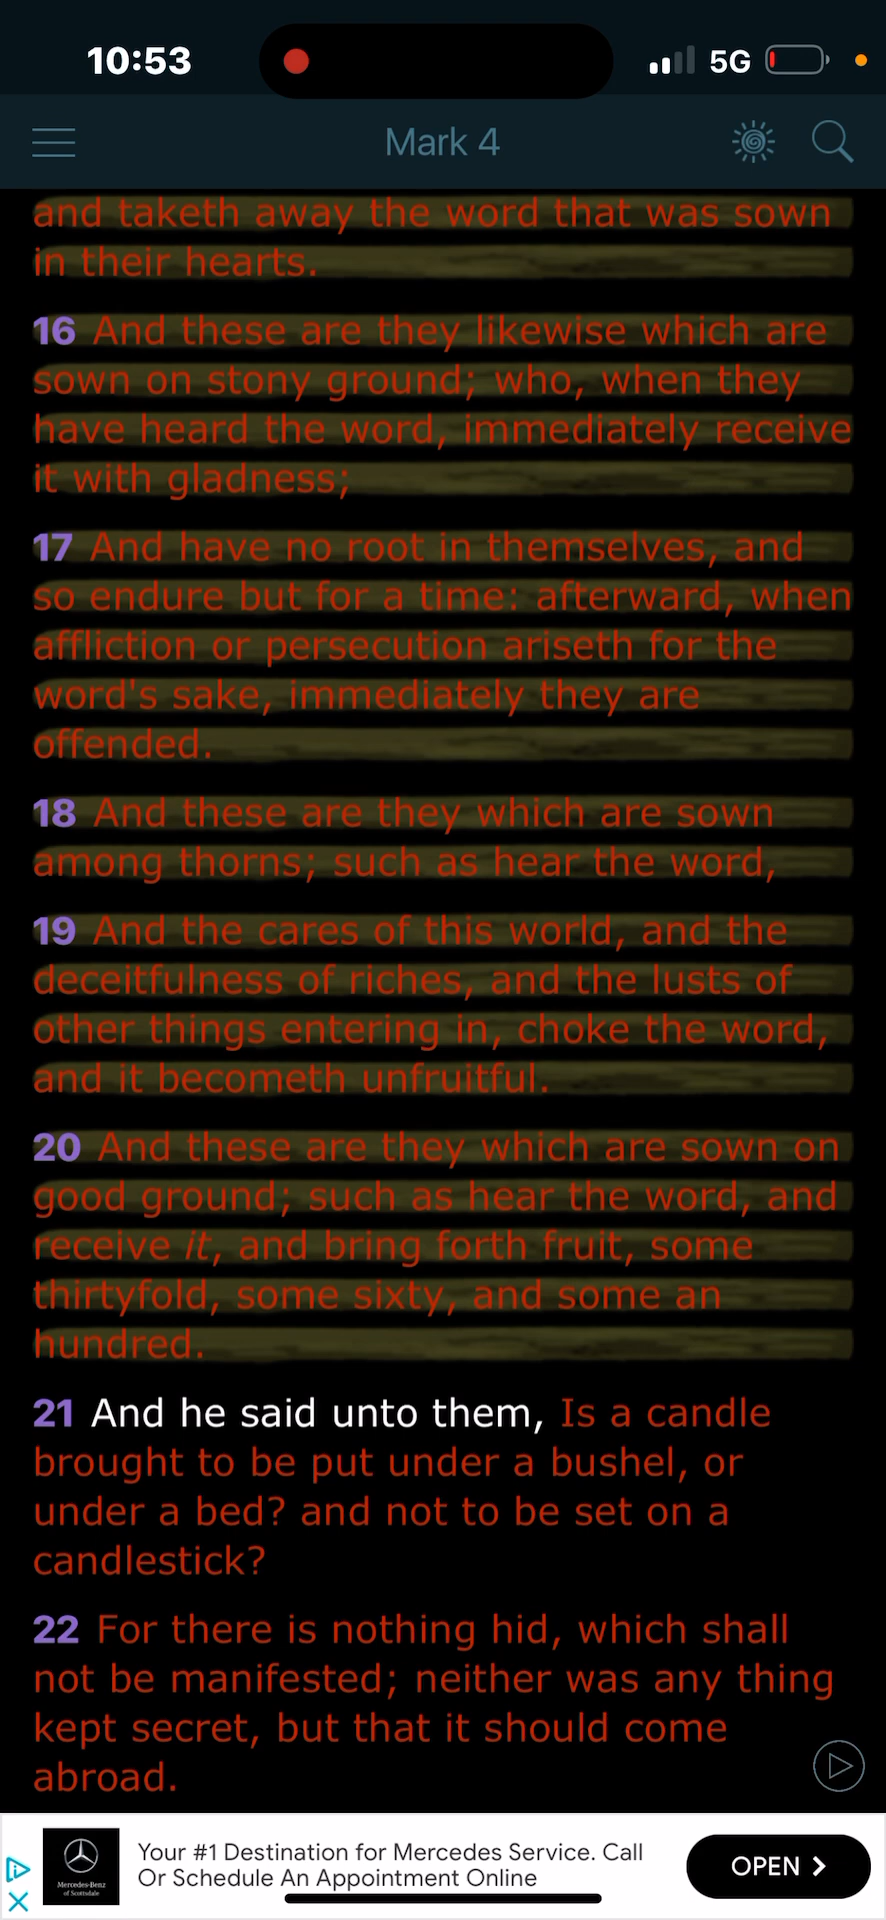 10:53
5G
Mark 4
and taketh away the word that was sown
in their hearts.
16 And these are they likewise which are
sown on stony ground; who, when they
have heard the word, immediately receive
it with gladness;
17 And have no root in themselves, and
so endure but for a time: afterward, when
affliction or persecution ariseth for the
word's sake, immediately they are
offended.
18 And these are they which are sown
among thorns; such as hear the word,
19 And the cares of this world, and the
deceitfulness of riches, and the lusts of
other things entering in, choke the word,
and it becometh unfruitful.
20 And these are they which are sown on
good ground; such as hear the word, and
receive it, and bring forth fruit, some
thirtyfold, some sixty, and some an
hundred.
21 And he said unto them, Is a candle
brought to be put under a bushel, or
under a bed? and not to be set on a
candlestick?
22 For there is nothing hid, which shall
not be manifested; neither was any thing
kept secret, but that it should come
abroad.
Mercedes-Benz
of Scottsdale
Your #1 Destination for Mercedes Service. Call
Or Schedule An Appointment Online
OPEN